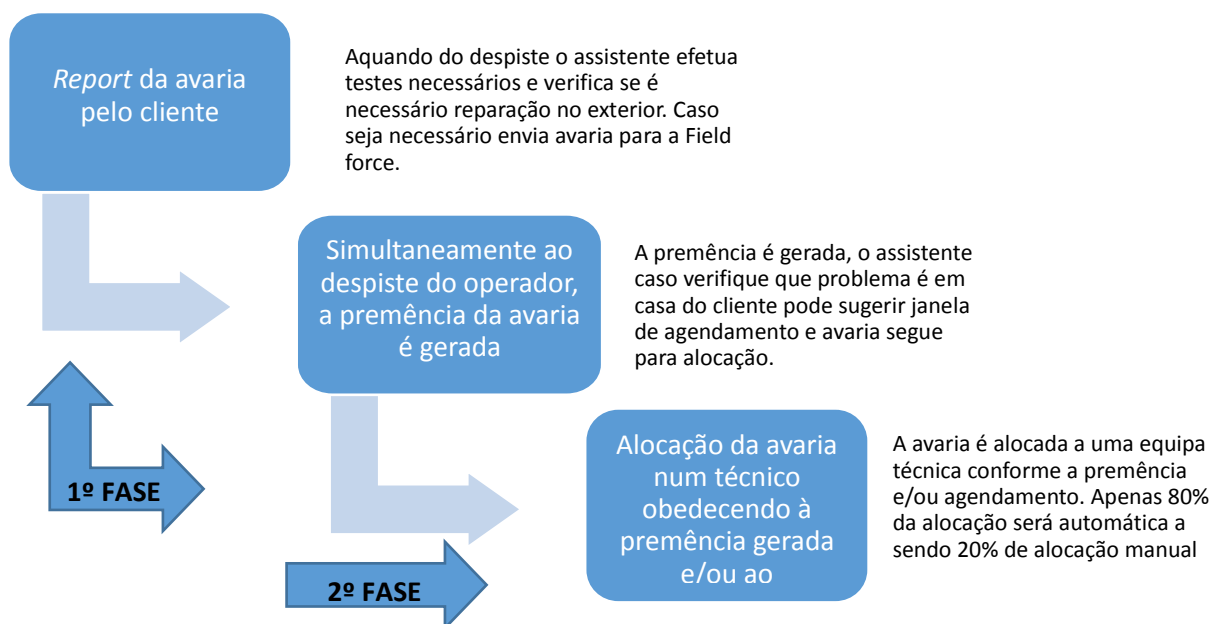 Report da avaria
pelo cliente
Aquando do despiste o assistente efetua
testes necessários e verifica se é
necessário reparação no exterior. Caso
seja necessário envia avaria para a Field
force.
Simultaneamente ao
despiste do operador,
a premência da avaria
é gerada
A premência é gerada, o assistente
caso verifique que problema é em
casa do cliente pode sugerir janela
de agendamento e avaria segue
para alocação.
1º FASE
Alocação da avaria
num técnico
obedecendo à
premência gerada
e/ou ao
A avaria é alocada a uma equipa
técnica conforme a premência
e/ou agendamento. Apenas 80%
da alocação será automática a
sendo 20% de alocação manual
2º FASE